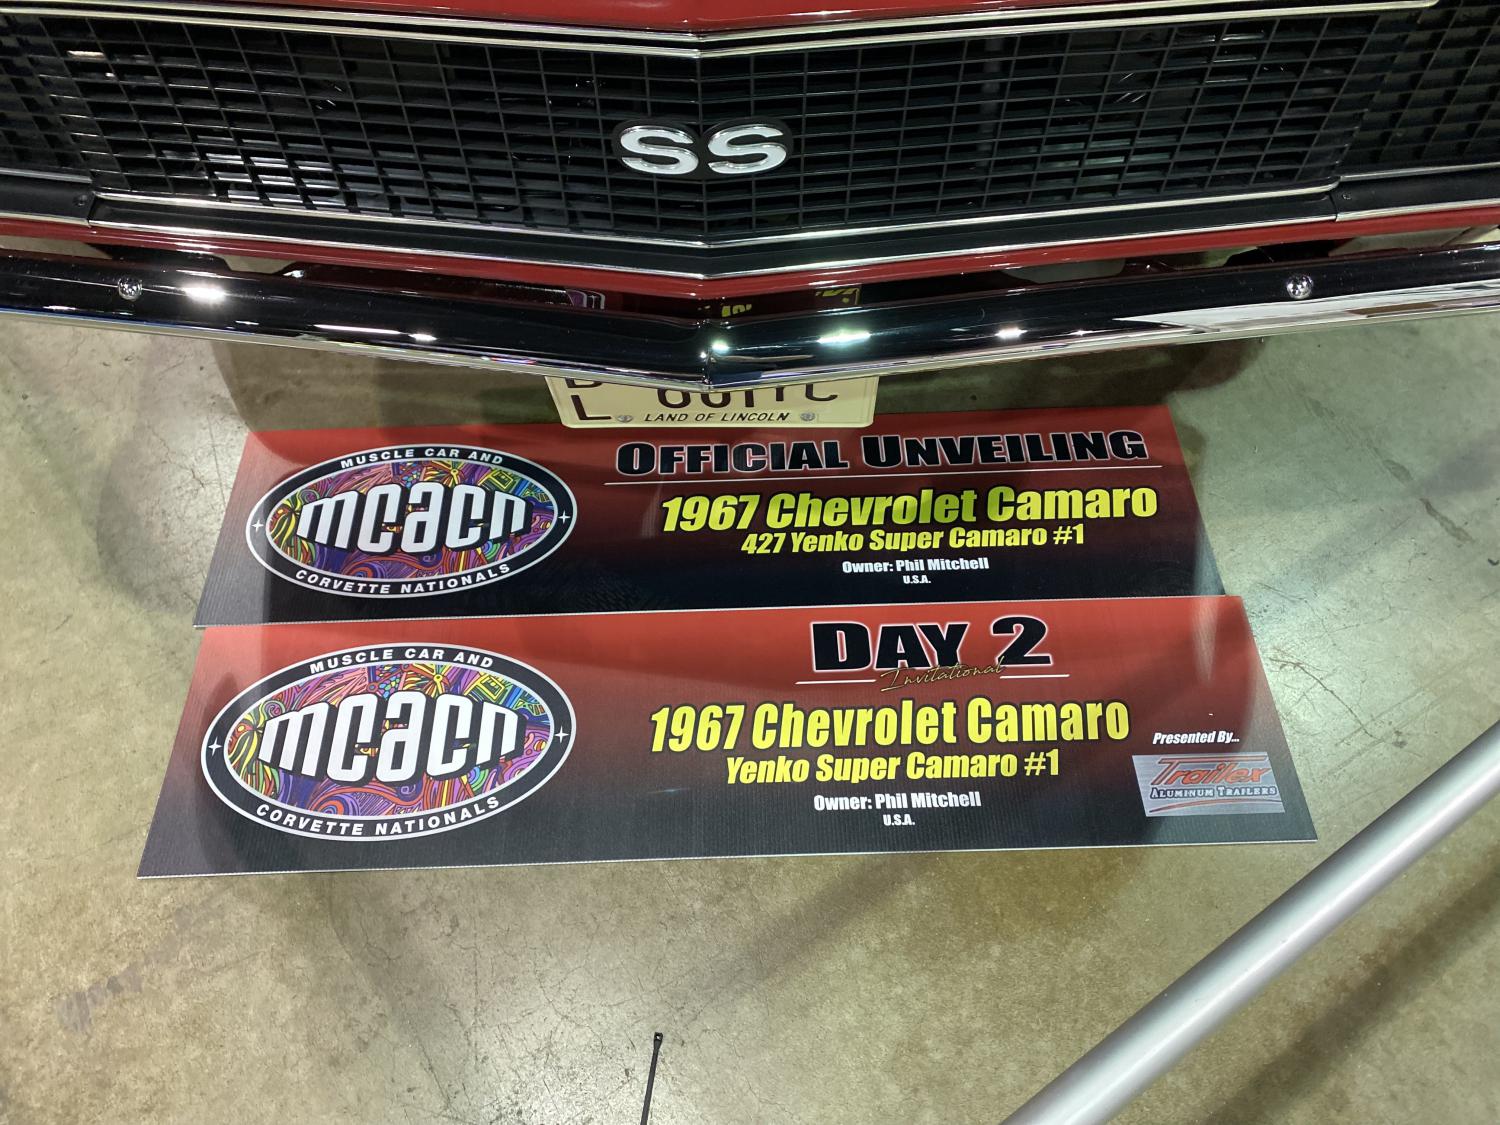 SS
L
LAND OF LINCOLN
MUSCLE CAR AND
mcacn
CORVETTE NATIONALS
OFFICIAL UNVEILING
1967 Chevrolet Camaro
427 Yenko Super Camaro #1
Owner: Phil Mitchell
U.S.A.
MUSCLE CAR AND
mcacn
CORVETTE NATIONALS
DAY 2
Invitational
1967 Chevrolet Camaro
Yenko Super Camaro #1
Owner: Phil Mitchell
U.S.A.
Presented By...
Trailex
ALUMINUM TRAILERS